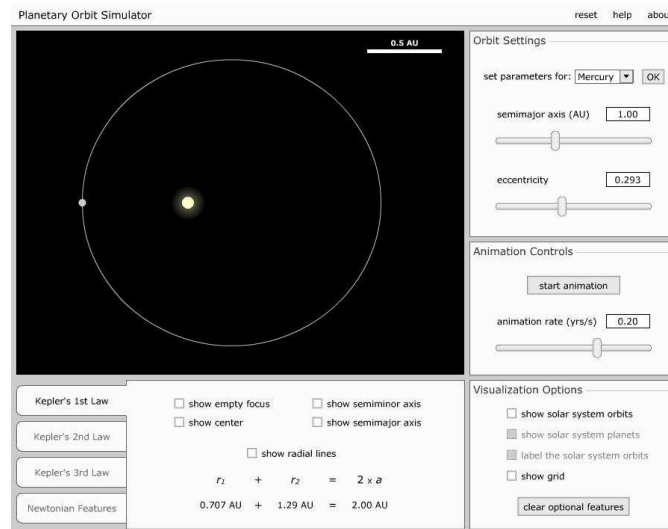 Planetary Orbit Simulator
reset help abou
0.5 AU
Orbit Settings
set parameters for: Mercury OK
semimajor axis (AU) 1.00
eccentricity 0.293
Animation Controls
start animation
animation rate (yrs/s) 0.20
Kepler's 1st Law
Kepler's 2nd Law
Kepler's 3rd Law
Newtonian Features
show empty focus show semiminor axis
show center show semimajor axis
show radial lines
r₁ + r₂ = 2 x a
0.707 AU + 1.29 AU = 2.00 AU
Visualization Options
show solar system orbits
show solar system planets
label the solar system orbits
show grid
clear optional features